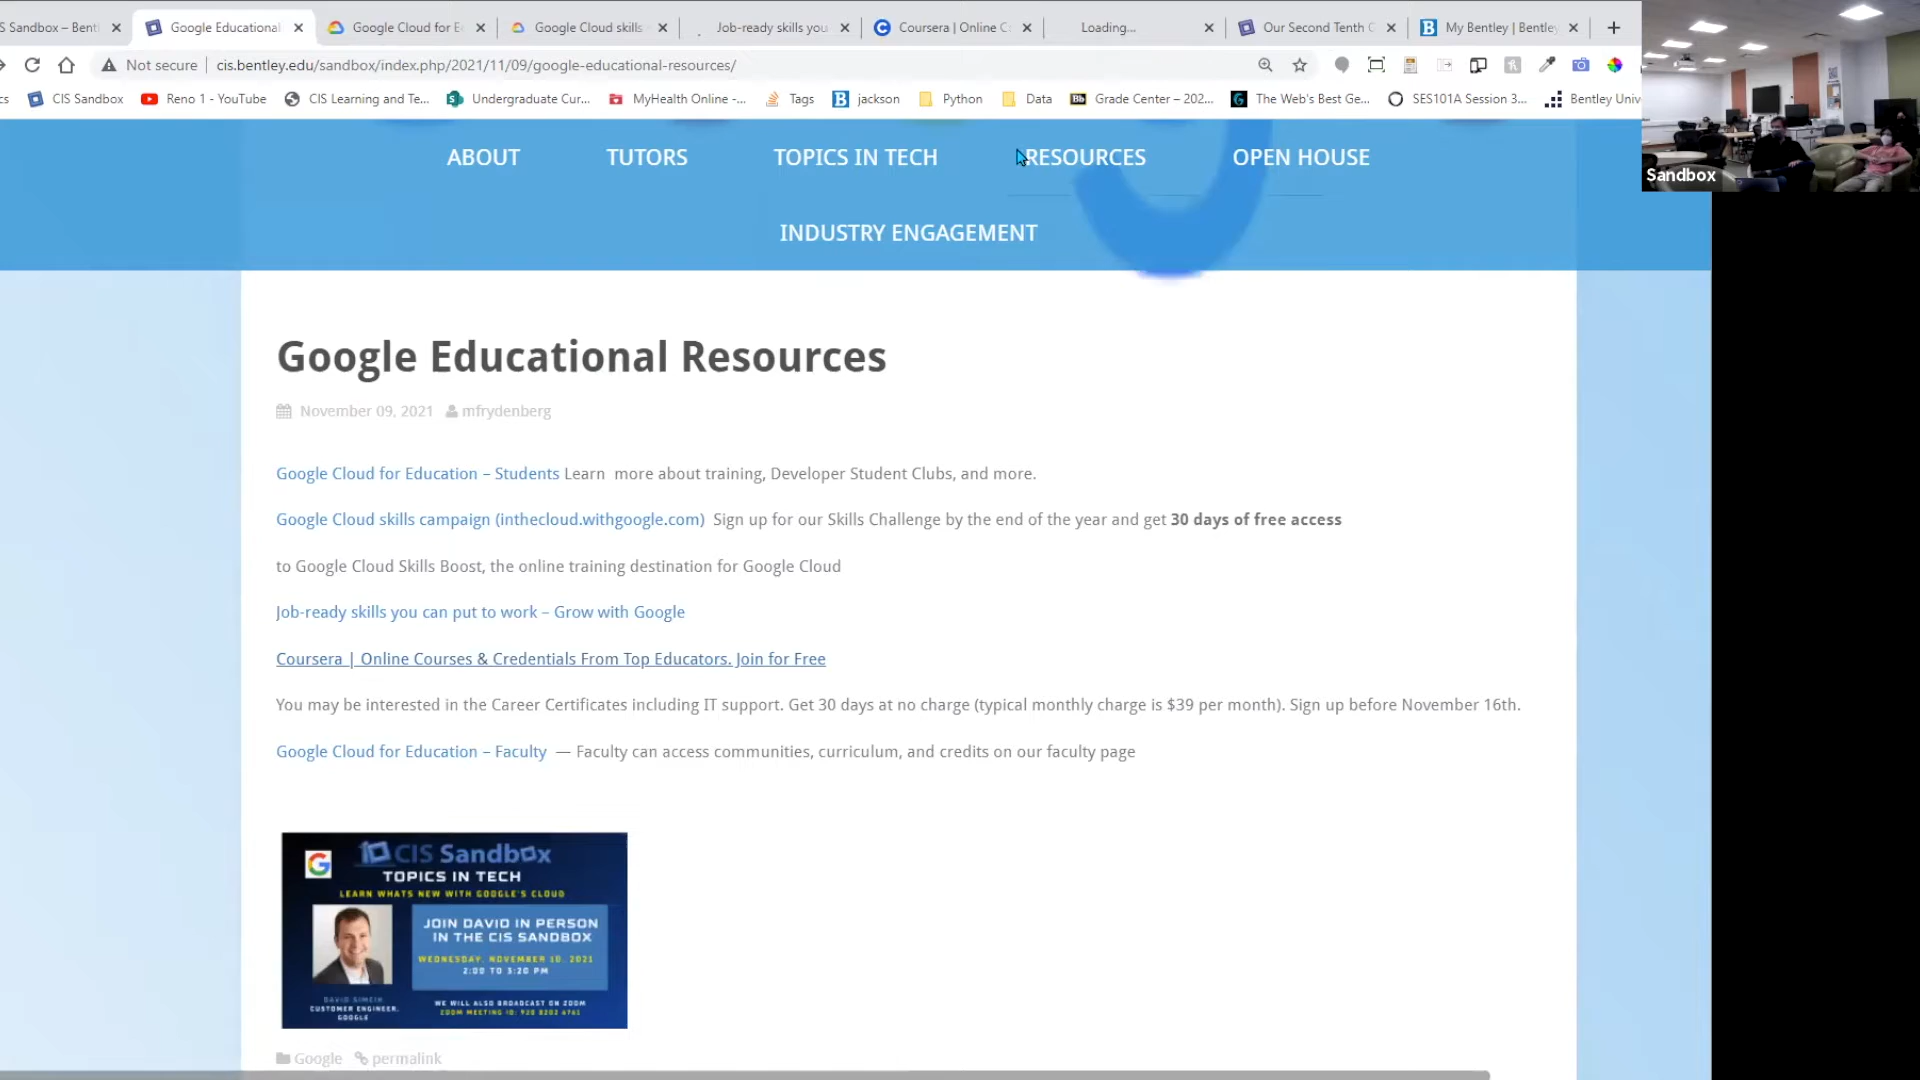 S Sandbox – Bentl
Google Educational
Google Cloud for E
Google Cloud skills
Job-ready skills you
Coursera | Online C
Loading...
Our Second Tenth
My Bentley | Bentley
Not secure
cis.bentley.edu/sandbox/index.php/2021/11/09/google-educational-resources/
cs
CIS Sandbox
Reno 1 - YouTube
CIS Learning and Te...
Undergraduate Cur...
MyHealth Online -...
Tags
jackson
Python
Data
Grade Center – 202...
The Web's Best Ge...
SES101A Session 3...
Bentley Univ
Sandbox
ABOUT
TUTORS
TOPICS IN TECH
RESOURCES
OPEN HOUSE
INDUSTRY ENGAGEMENT
Google Educational Resources
November 09, 2021 mfrydenberg
Google Cloud for Education – Students Learn more about training, Developer Student Clubs, and more.
Google Cloud skills campaign (inthecloud.withgoogle.com) Sign up for our Skills Challenge by the end of the year and get 30 days of free access
to Google Cloud Skills Boost, the online training destination for Google Cloud
Job-ready skills you can put to work – Grow with Google
Coursera | Online Courses & Credentials From Top Educators. Join for Free
You may be interested in the Career Certificates including IT support. Get 30 days at no charge (typical monthly charge is $39 per month). Sign up before November 16th.
Google Cloud for Education – Faculty — Faculty can access communities, curriculum, and credits on our faculty page
CIS Sandbox
TOPICS IN TECH
LEARN WHATS NEW WITH GOOGLE'S CLOUD
JOIN DAVID IN PERSON
IN THE CIS SANDBOX
WEDNESDAY, NOVEMBER 10, 2021
2:00 TO 3:20 PM
DAVID
CUSTOMER ENGINEER,
GOOGLE
WE WILL ALSO BROADCAST ON ZOOM
ZOOM MEETING ID: 920 8202 6761
Google permalink